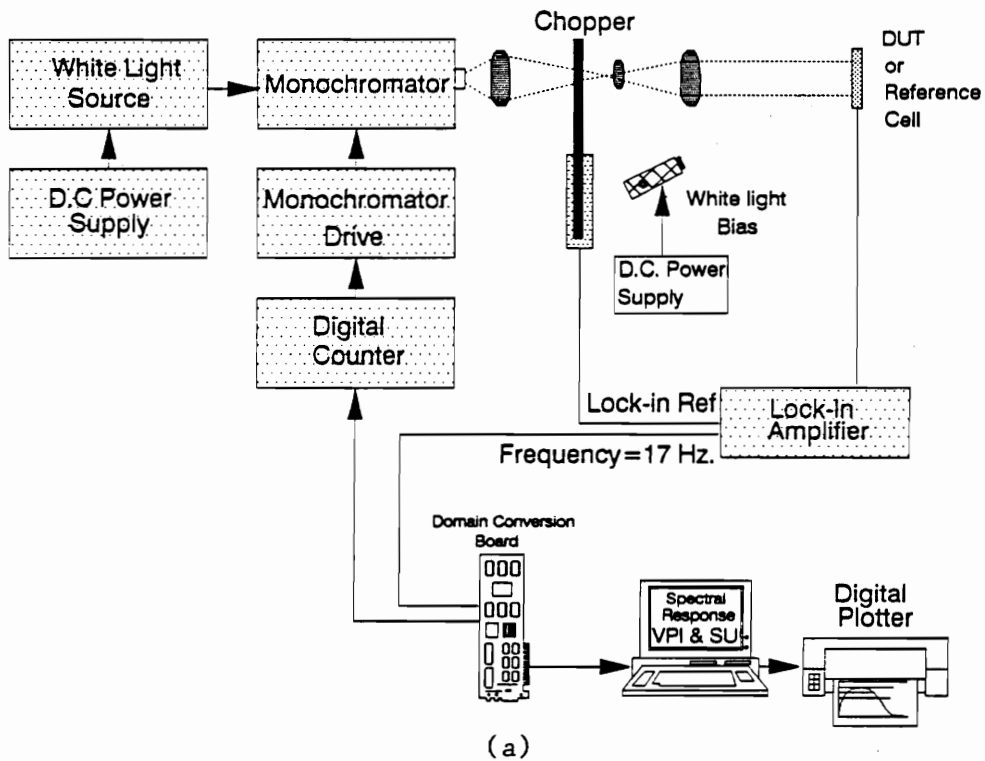 Chopper
DUT
or
Reference
Cell
White Light
Source
Monochromator
D.C Power
Supply
Monochromator
Drive
White light
Bias
D.C. Power
Supply
Digital
Counter
Lock-in Ref
Lock-in
Amplifier
Frequency=17 Hz.
Domain Conversion
Board
Spectral
Response
VPI & SU
Digital
Plotter
(a)